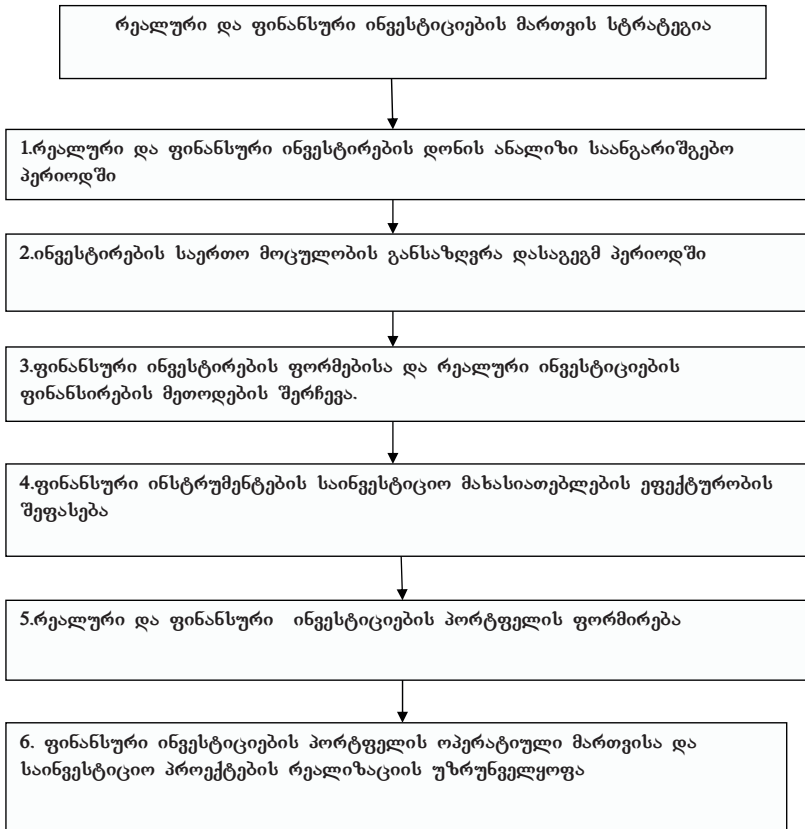 რეალური და ფინანსური ინვესტიციების მართვის სტრატეგია
1.რეალური და ფინანსური ინვესტირების დონის ანალიზი საანგარიშგებო
პერიოდში
2.ინვესტირების საერთო მოცულობის განსაზღვრა დასაგეგმ პერიოდში
3.ფინანსური ინვესტირების ფორმებისა და რეალური ინვესტიციების
ფინანსირების მეთოდების შერჩევა.
4.ფინანსური ინსტრუმენტების საინვესტიციო მახასიათებლების ეფექტურობის
შეფასება
5.რეალური და ფინანსური ინვესტიციების პორტფელის ფორმირება
6. ფინანსური ინვესტიციების პორტფელის ოპერატიული მართვისა და
საინვესტიციო პროექტების რეალიზაციის უზრუნველყოფა